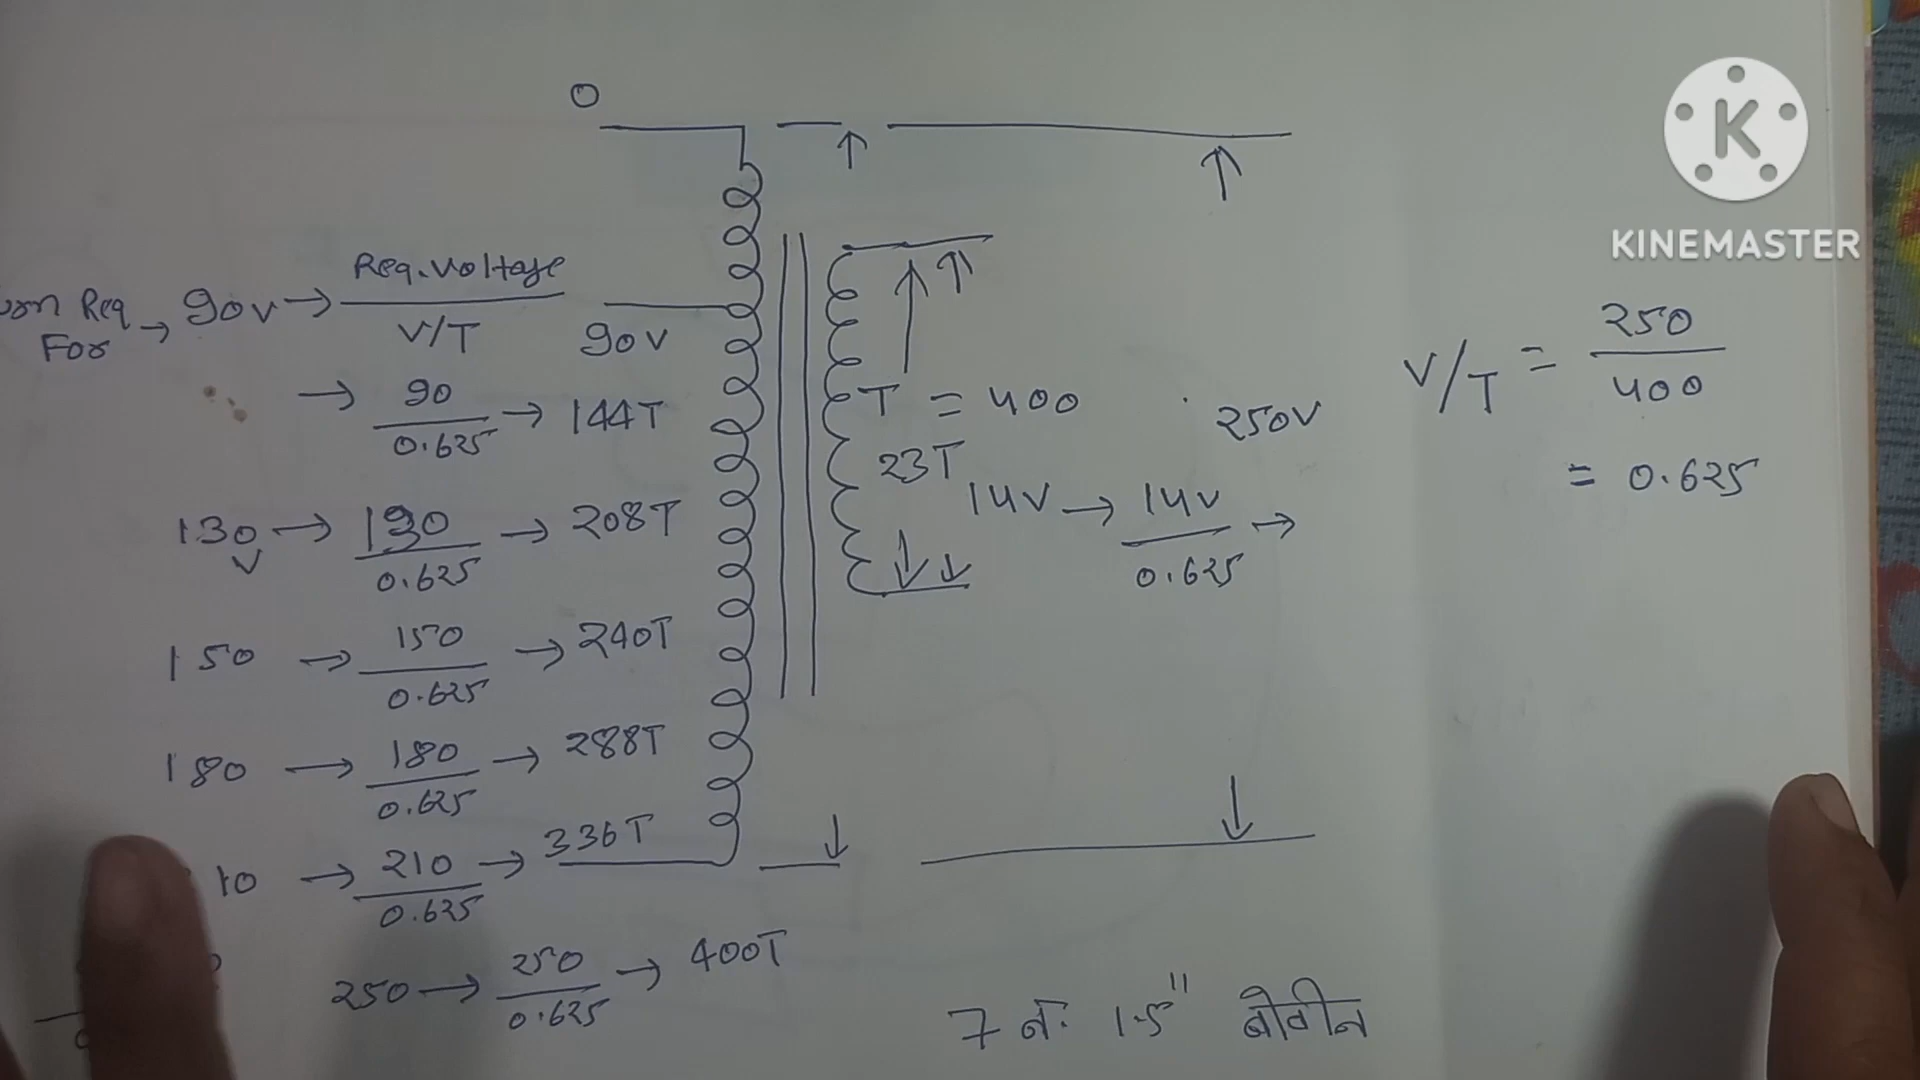 0
Req. Voltage
V/T
Req For → 90v →
90V
→ 90 / 0.625 → 144T
130 V → 130 / 0.625 → 208T
150 → 150 / 0.625 → 240T
180 → 180 / 0.625 → 288T
10 → 210 / 0.625 → 336T
250 → 250 / 0.625 → 400T
T = 400
23T
14V → 14V / 0.625 →
250V
V/T = 250 / 400
= 0.625
7 नं: 1.5" बोबीन
K
KINEMASTER